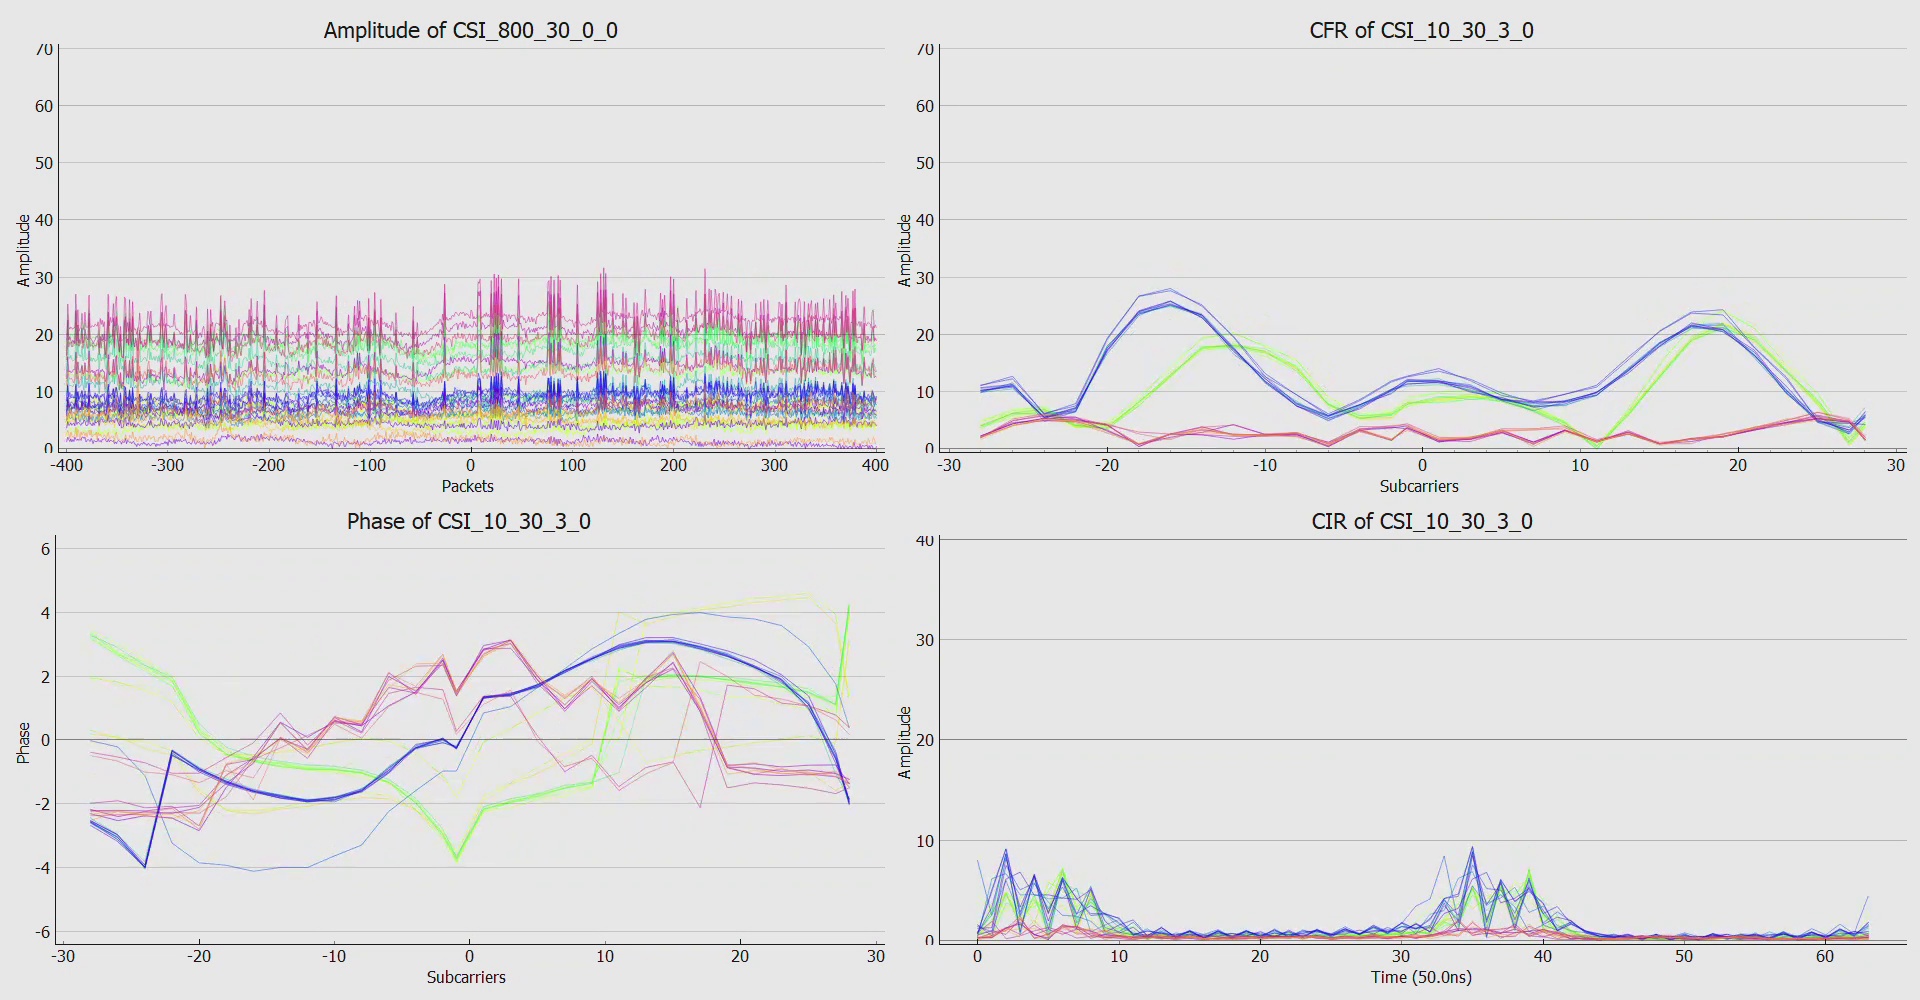 Amplitude of CSI_800_30_0_0
70
60
50
40
30
20
10
0
Amplitude
-400 -300 -200 -100 0 100 200 300 400
Packets
CFR of CSI_10_30_3_0
70
60
50
40
30
20
10
0
Amplitude
-30 -20 -10 0 10 20 30
Subcarriers
Phase of CSI_10_30_3_0
6
4
2
0
-2
-4
-6
Phase
-30 -20 -10 0 10 20 30
Subcarriers
CIR of CSI_10_30_3_0
40
30
20
10
0
Amplitude
0 10 20 30 40 50 60
Time (50.0ns)